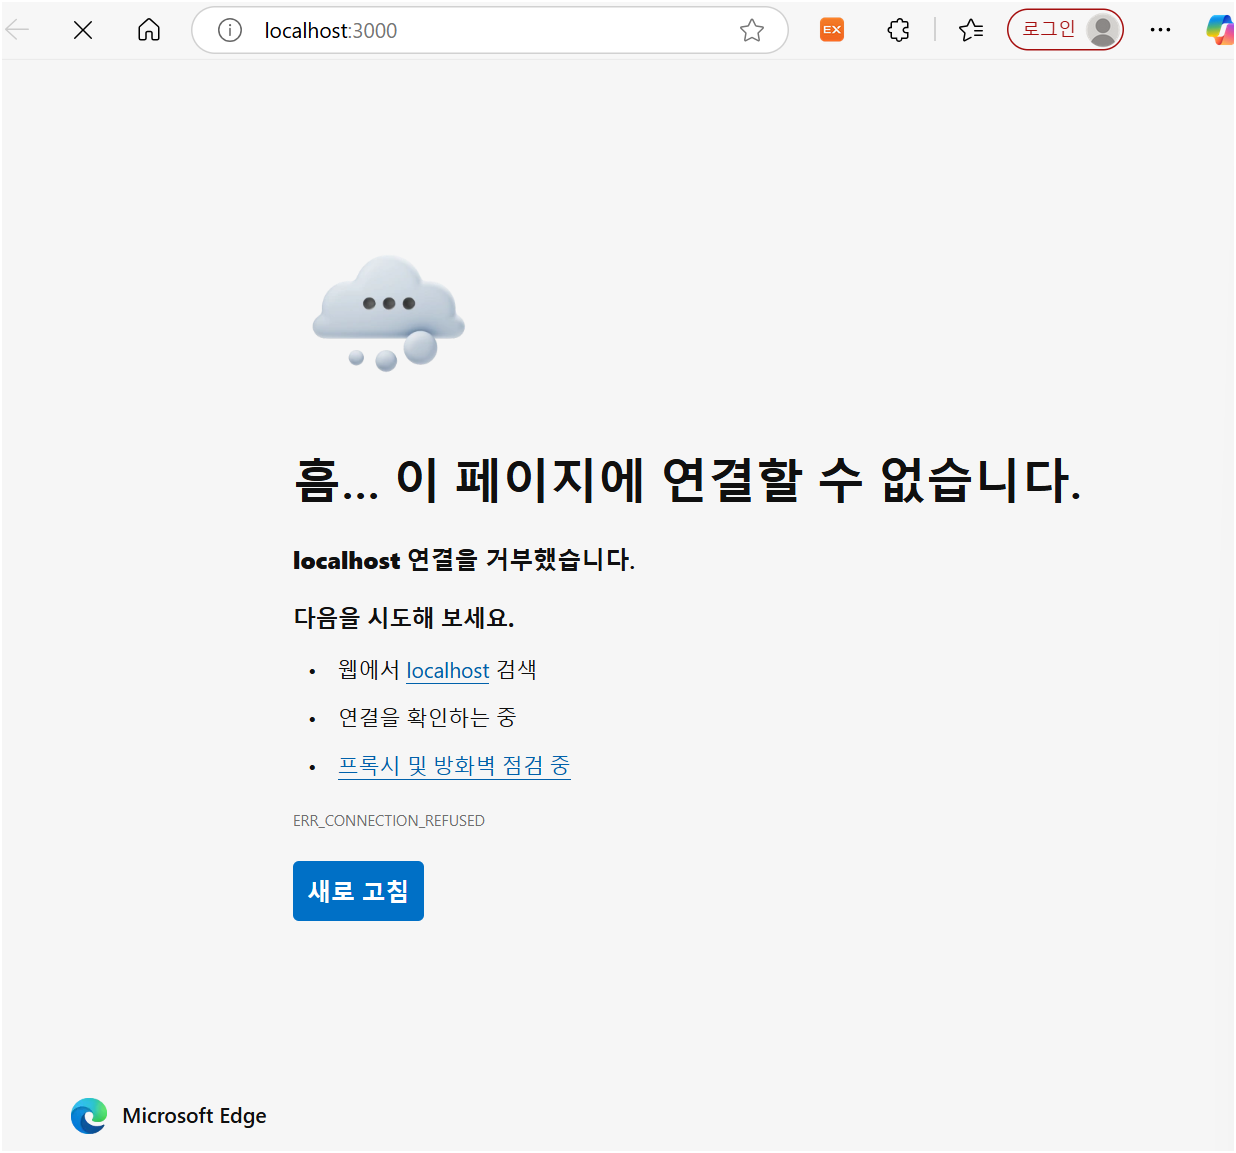 localhost:3000
EX
로그인
흠... 이 페이지에 연결할 수 없습니다.
localhost 연결을 거부했습니다.
다음을 시도해 보세요.
• 웹에서 localhost 검색
• 연결을 확인하는 중
• 프록시 및 방화벽 점검 중
ERR_CONNECTION_REFUSED
새로 고침
Microsoft Edge